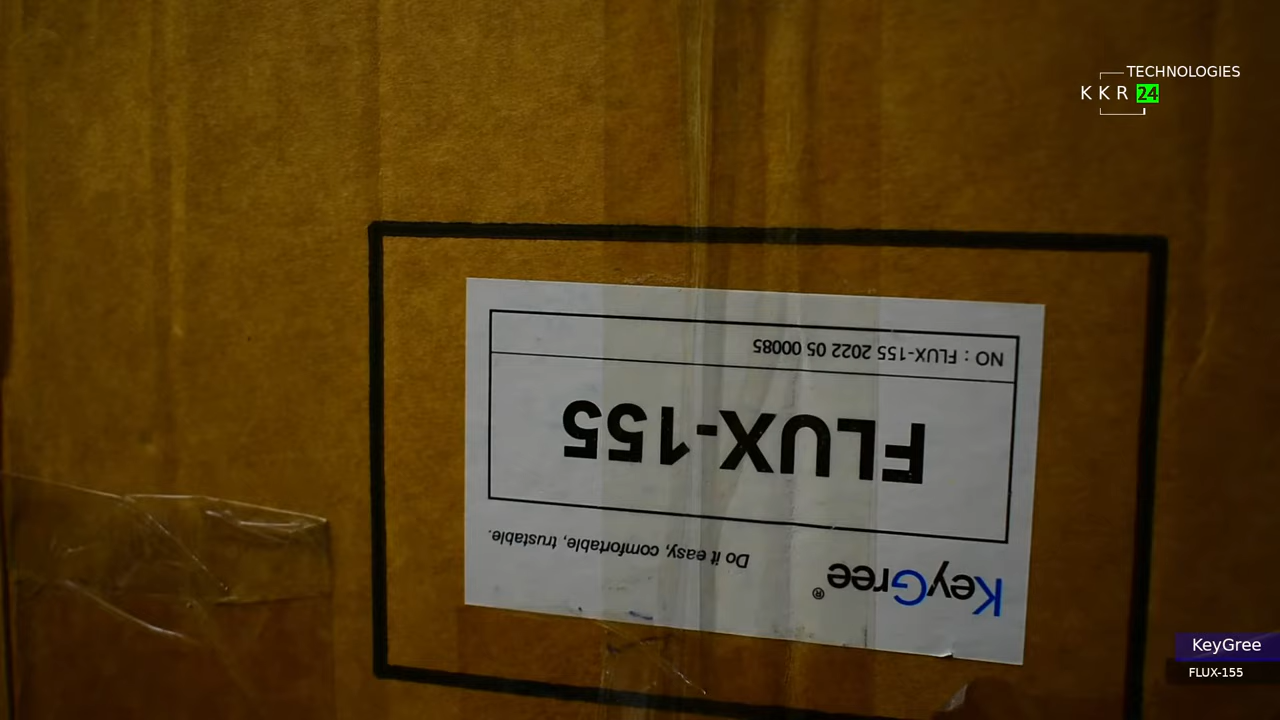 TECHNOLOGIES
KKR 24
KeyGree®
Do it easy, comfortable, trustable.
FLUX-155
NO : FLUX-155 2022 05 00085
KeyGree
FLUX-155